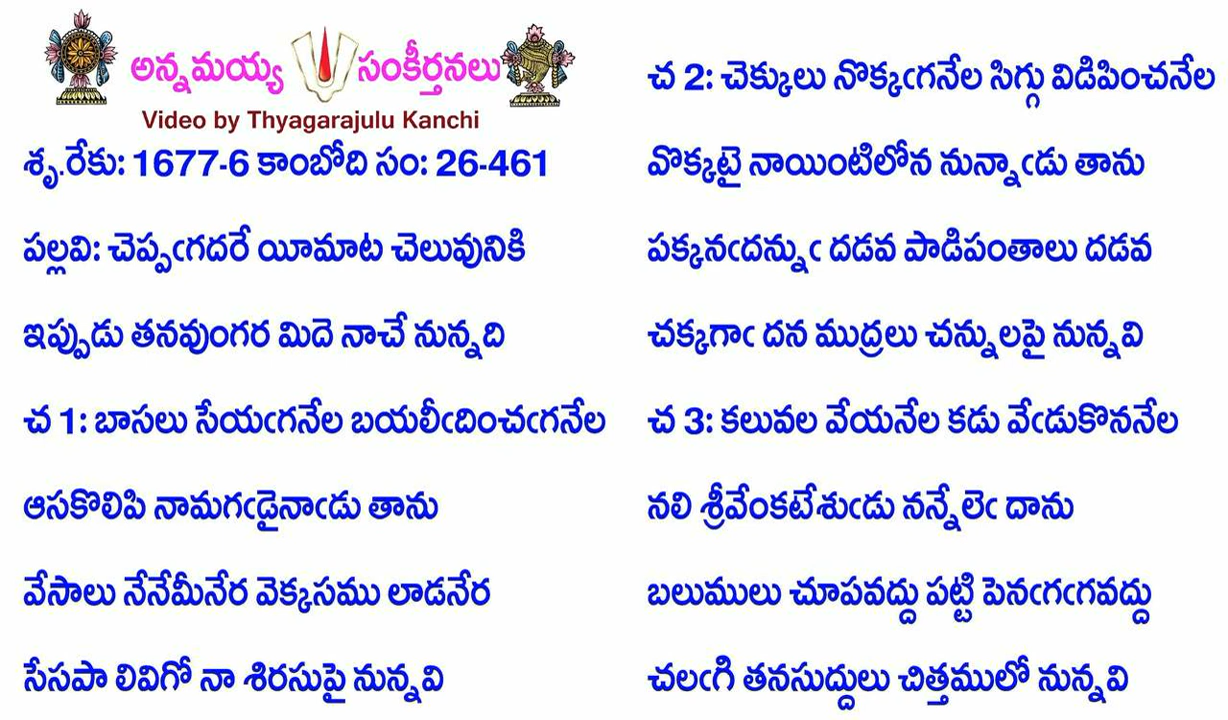 అన్నమయ్య సంకీర్తనలు
Video by Thyagarajulu Kanchi
శృ.రేకు: 1677-6 కాంబోది సం: 26-461
పల్లవి: చెప్పఁగదరే యీమాట చెలువునికి
ఇప్పుడు తనవుంగర మిదె నాచే నున్నది
చ 1: బాసలు సేయఁగనేల బయలీఁదించఁగనేల
ఆసకొలిపి నామగఁడైనాఁడు తాను
వేసాలు నేనేమీనేర వెక్కసము లాడనేర
సేసపా లివిగో నా శిరసుపై నున్నవి
చ 2: చెక్కులు నొక్కఁగనేల సిగ్గు విడిపించనేల
వొక్కటై నాయింటిలోన నున్నాఁడు తాను
పక్కనఁదన్నుఁ దడవ పాడిపంతాలు దడవ
చక్కగాఁ దన ముద్రలు చన్నులపై నున్నవి
చ 3: కలువల వేయనేల కడు వేఁడుకొననేల
నలి శ్రీవేంకటేశుఁడు నన్నేలెఁ దాను
బలుములు చూపవద్దు పట్టి పెనఁగఁగవద్దు
చలఁగి తనసుద్దులు చిత్తములో నున్నవి